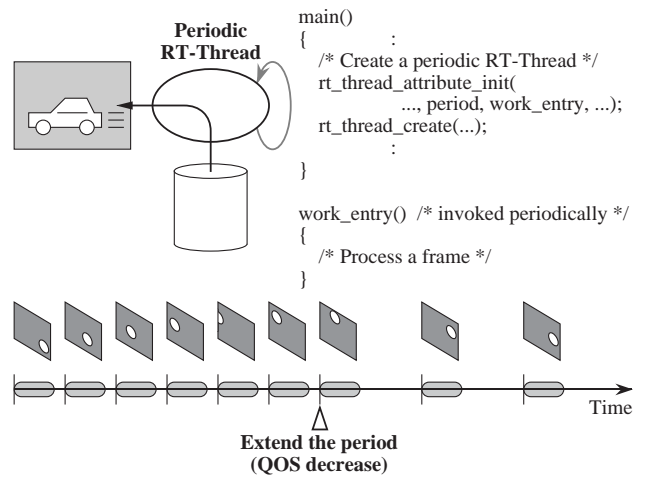 Periodic
RT-Thread
main()
{ :
/* Create a periodic RT-Thread */
rt_thread_attribute_init(
..., period, work_entry, ...);
rt_thread_create(...);
:
}
work_entry() /* invoked periodically */
{
/* Process a frame */
}
Time
Extend the period
(QOS decrease)